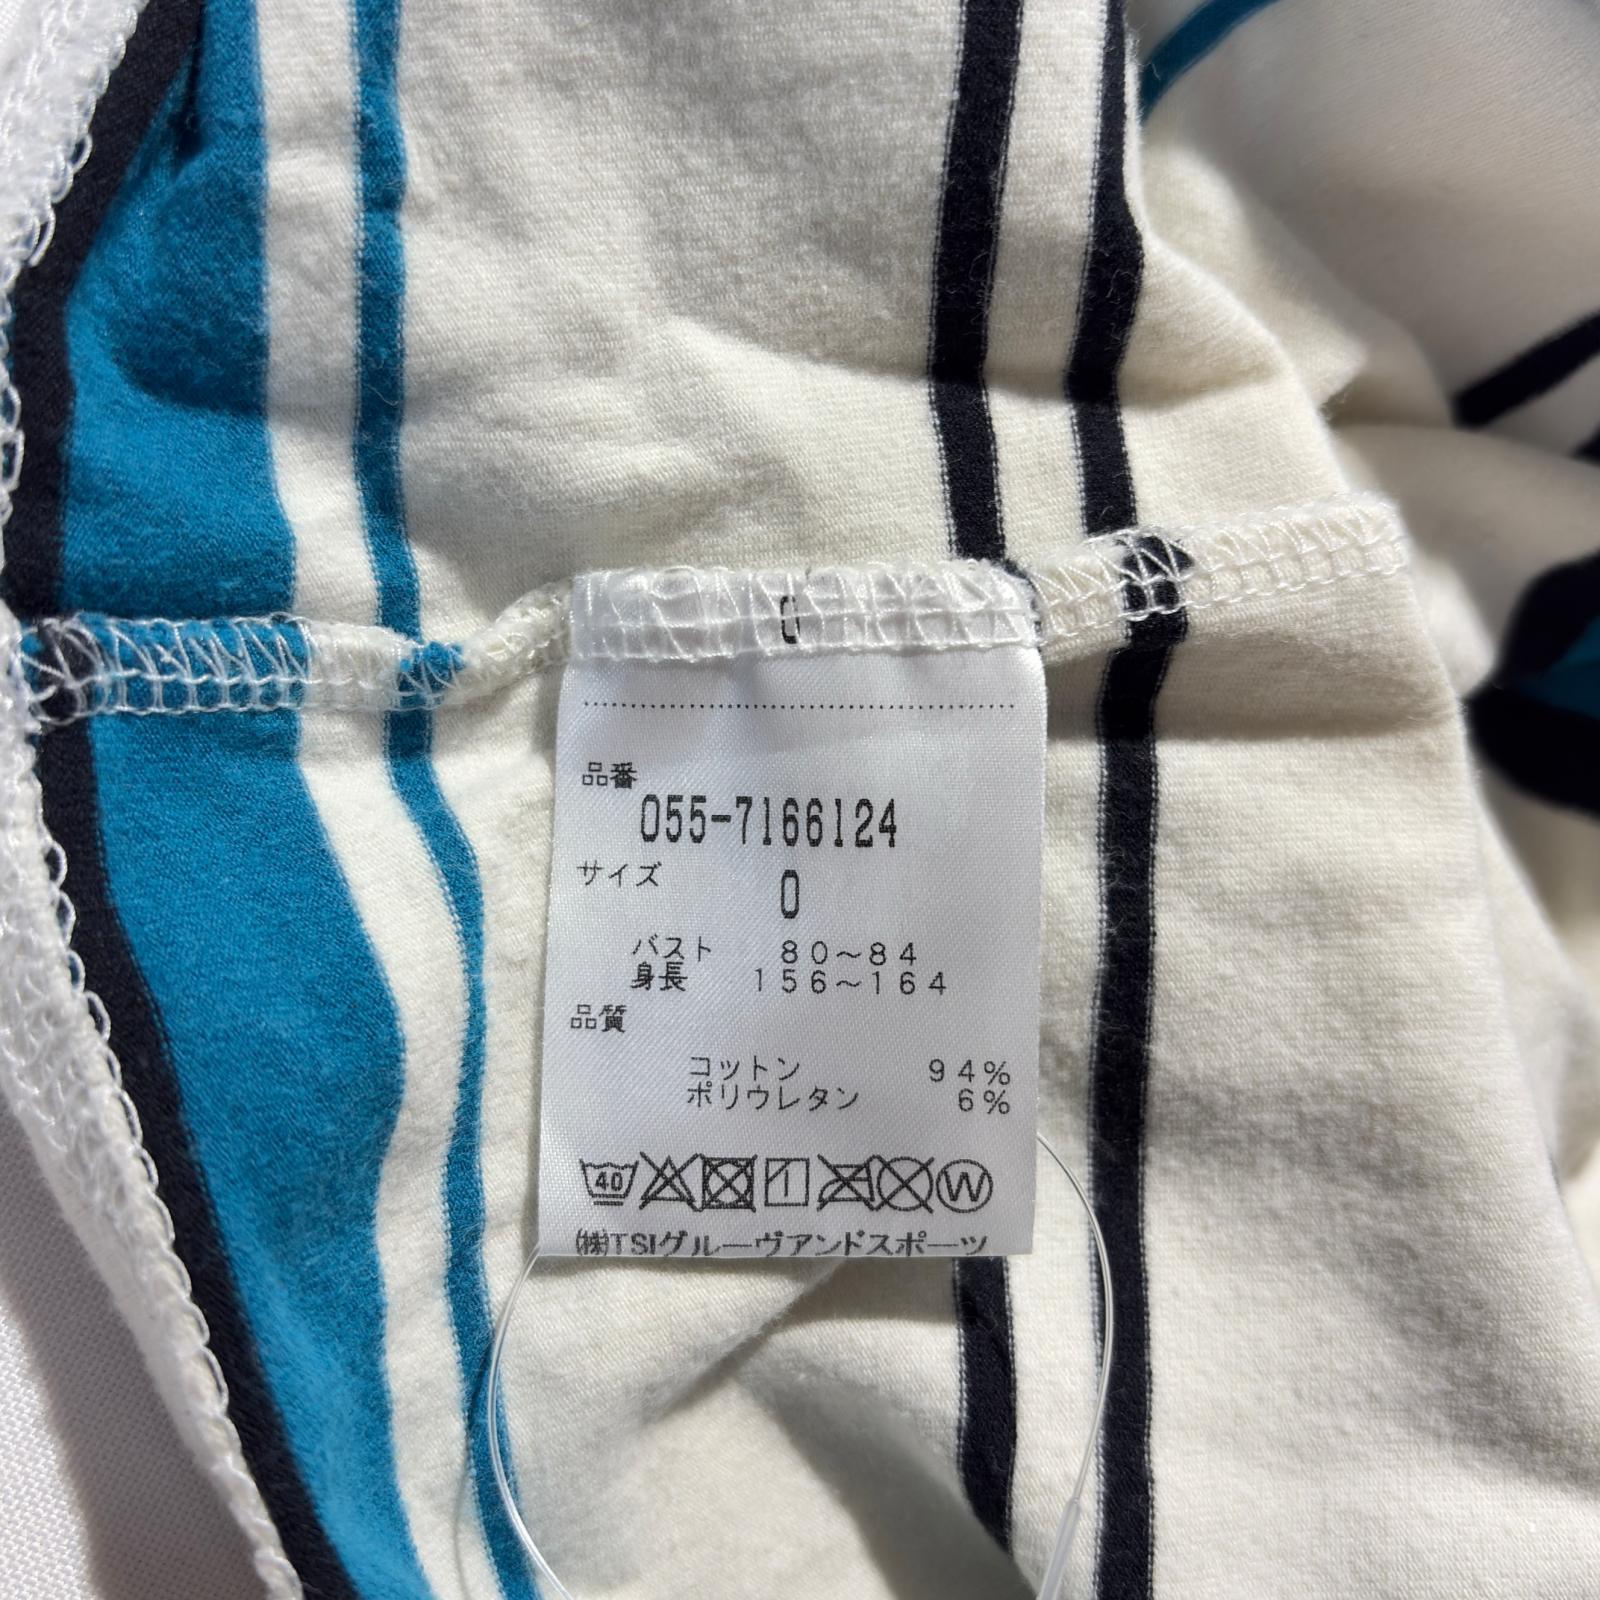 0
品番
055-7166124
サイズ
0
バスト 80～84
身長 156～164
品質
コットン 94%
ポリウレタン 6%
40
W
㈱TSIグルーヴアンドスポーツ